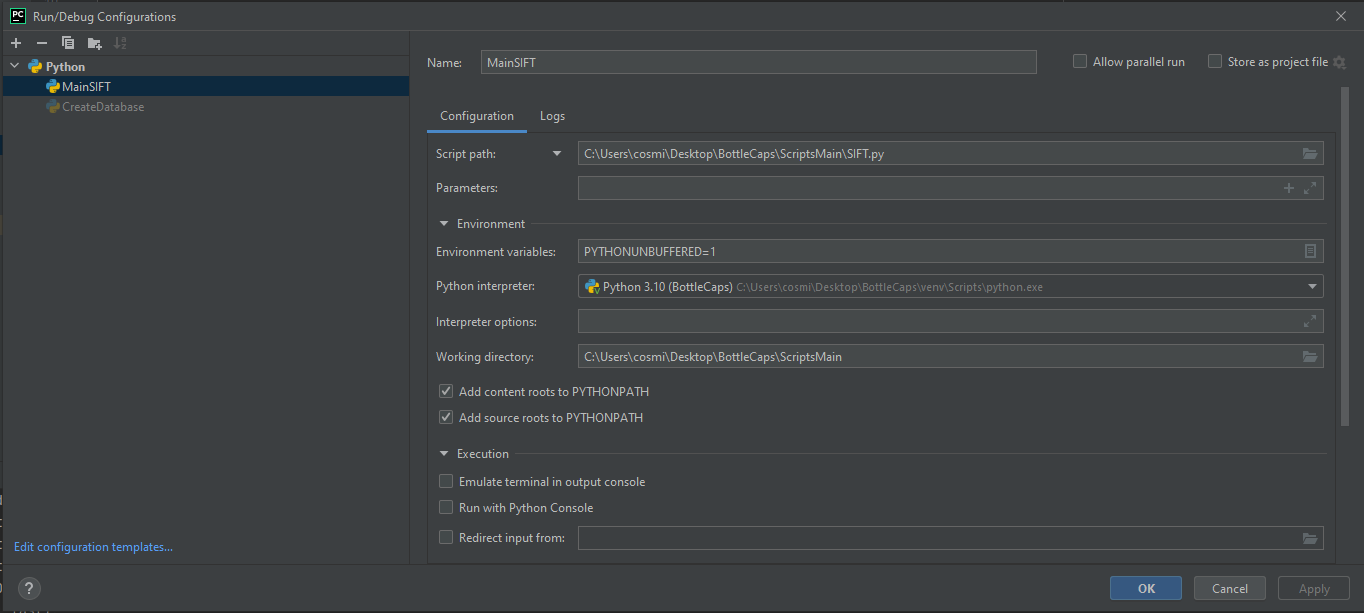 PC Run/Debug Configurations
Python
MainSIFT
CreateDatabase
Edit configuration templates...
?
Name: MainSIFT Allow parallel run Store as project file
Configuration Logs
Script path: C:\Users\cosmi\Desktop\BottleCaps\ScriptsMain\SIFT.py
Parameters:
Environment
Environment variables: PYTHONUNBUFFERED=1
Python interpreter: Python 3.10 (BottleCaps) C:\Users\cosmi\Desktop\BottleCaps\venv\Scripts\python.exe
Interpreter options:
Working directory: C:\Users\cosmi\Desktop\BottleCaps\ScriptsMain
Add content roots to PYTHONPATH
Add source roots to PYTHONPATH
Execution
Emulate terminal in output console
Run with Python Console
Redirect input from:
OK Cancel Apply